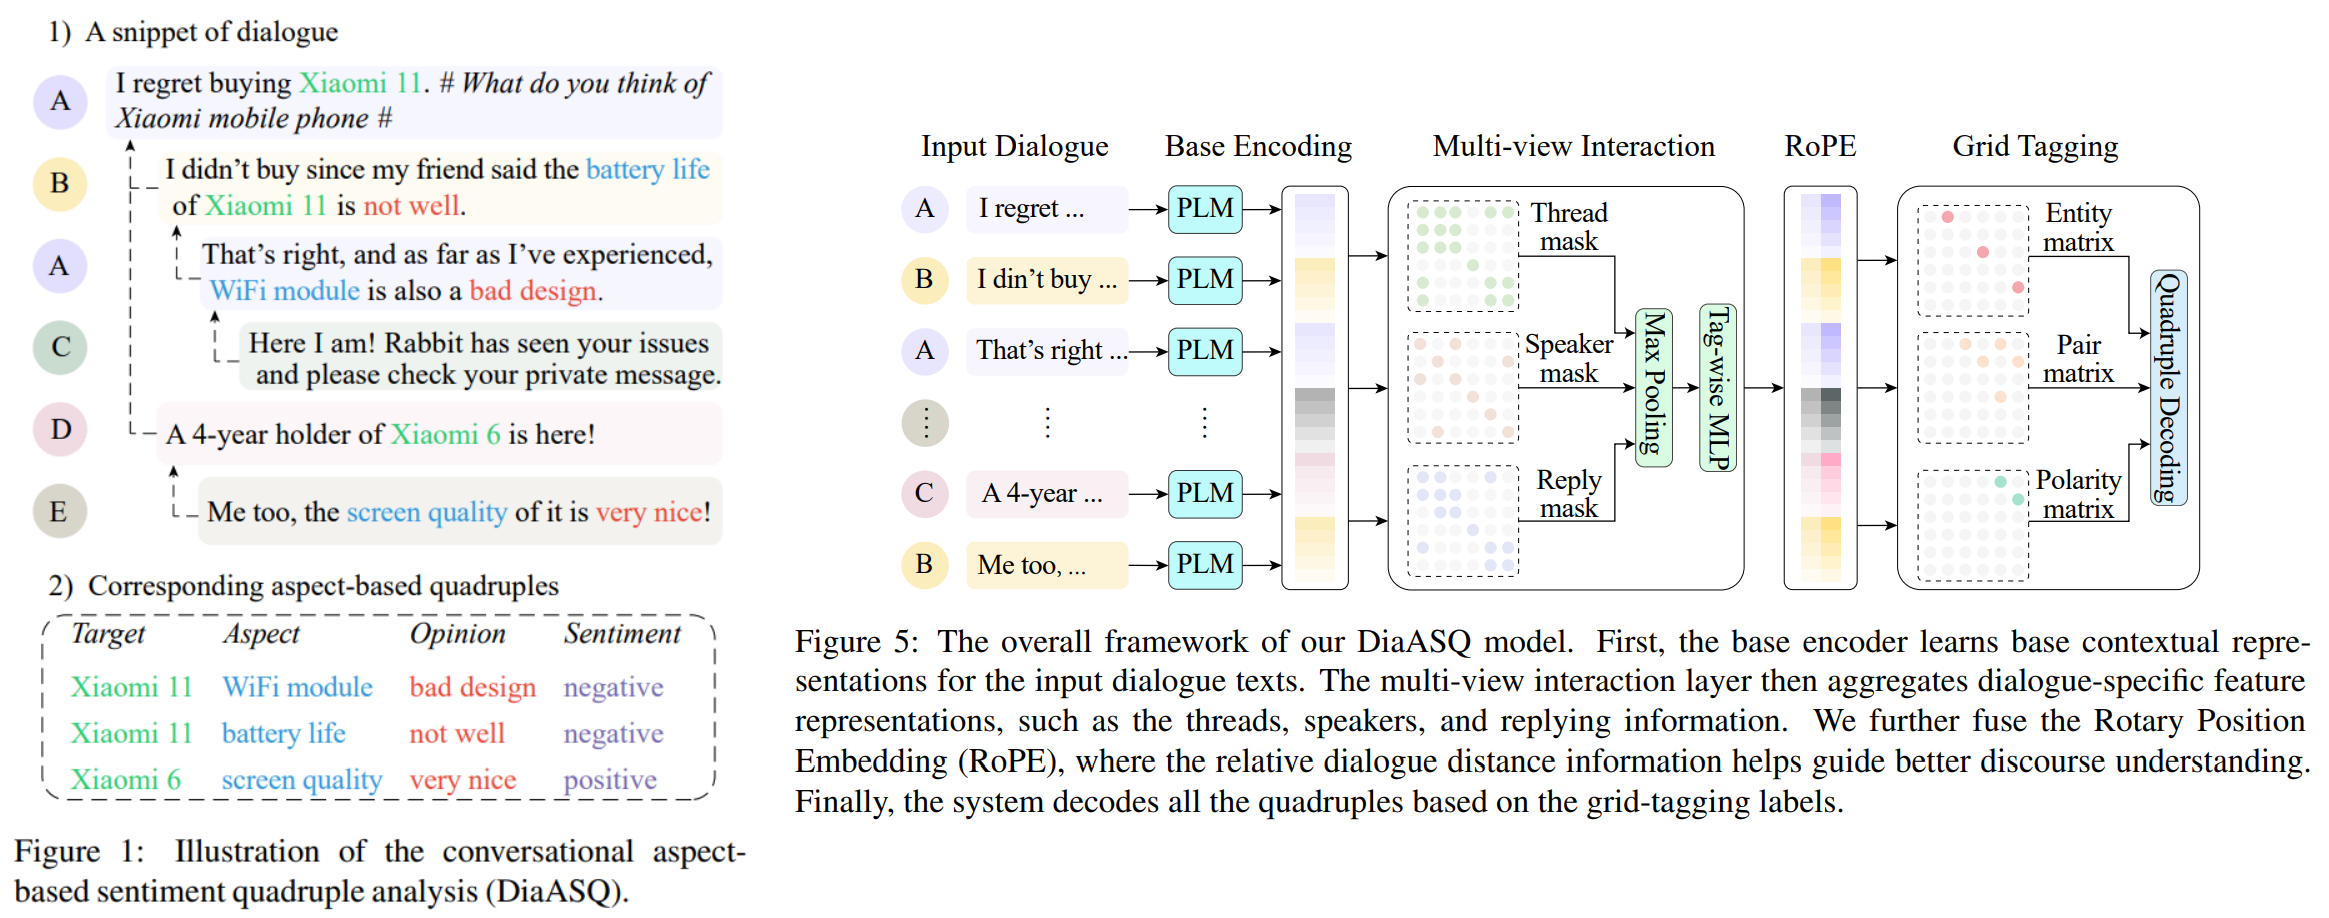 1) A snippet of dialogue
A
I regret buying Xiaomi 11. # What do you think of
Xiaomi mobile phone #
B
I didn't buy since my friend said the battery life
of Xiaomi 11 is not well.
A
That's right, and as far as I've experienced,
WiFi module is also a bad design.
C
Here I am! Rabbit has seen your issues
and please check your private message.
D
A 4-year holder of Xiaomi 6 is here!
E
Me too, the screen quality of it is very nice!
2) Corresponding aspect-based quadruples
Target Aspect Opinion Sentiment
Xiaomi 11 WiFi module bad design negative
Xiaomi 11 battery life not well negative
Xiaomi 6 screen quality very nice positive
Figure 1: Illustration of the conversational aspect-
based sentiment quadruple analysis (DiaASQ).
Input Dialogue Base Encoding Multi-view Interaction RoPE Grid Tagging
A I regret ... PLM
B I din't buy ... PLM
A That's right ... PLM
⋮ ⋮ ⋮
C A 4-year ... PLM
B Me too, ... PLM
Thread
mask
Speaker
mask
Reply
mask
Max Pooling
Tag-wise MLP
Entity
matrix
Pair
matrix
Polarity
matrix
Quadruple Decoding
Figure 5: The overall framework of our DiaASQ model. First, the base encoder learns base contextual repre-
sentations for the input dialogue texts. The multi-view interaction layer then aggregates dialogue-specific feature
representations, such as the threads, speakers, and replying information. We further fuse the Rotary Position
Embedding (RoPE), where the relative dialogue distance information helps guide better discourse understanding.
Finally, the system decodes all the quadruples based on the grid-tagging labels.